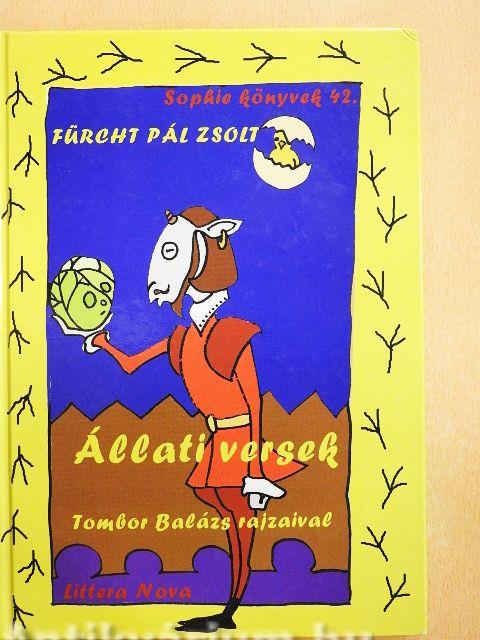 Sophie könyvek 42.
FÜRCHT PÁL ZSOLT
Állati versek
Tombor Balázs rajzaival
Littera Nova